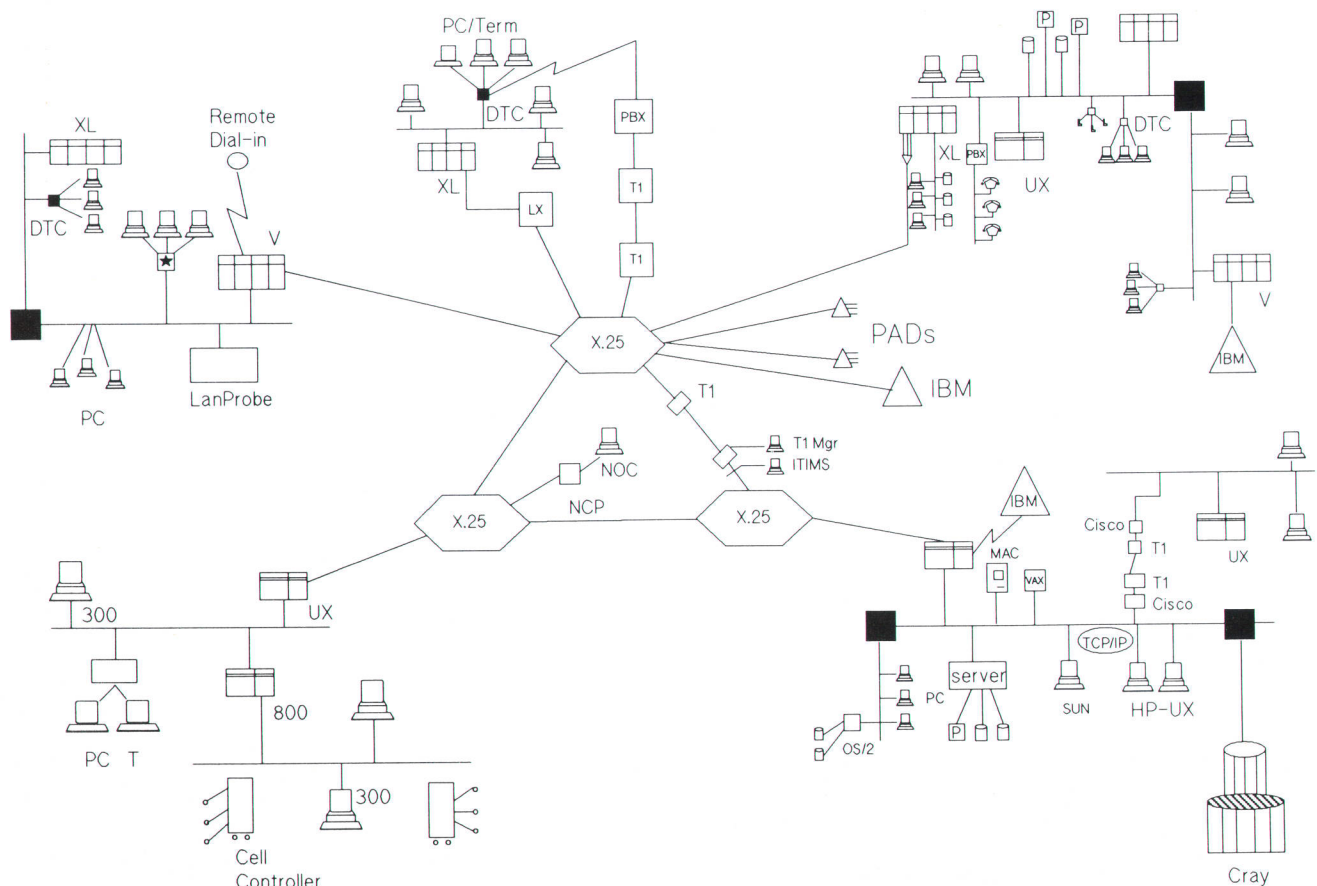 PC/Term
DTC
XL
LX
PBX
T1
T1
XL
DTC
Remote
Dial-in
V
LanProbe
PC
XL
PBX
UX
DTC
V
IBM
X.25
PADs
IBM
T1
T1 Mgr
ITIMS
NOC
NCP
X.25
X.25
IBM
UX
300
PC T
800
300
Cell
Controller
MAC
VAX
Cisco
T1
T1
Cisco
UX
TCP/IP
server
P
PC
OS/2
SUN
HP-UX
Cray
P
P